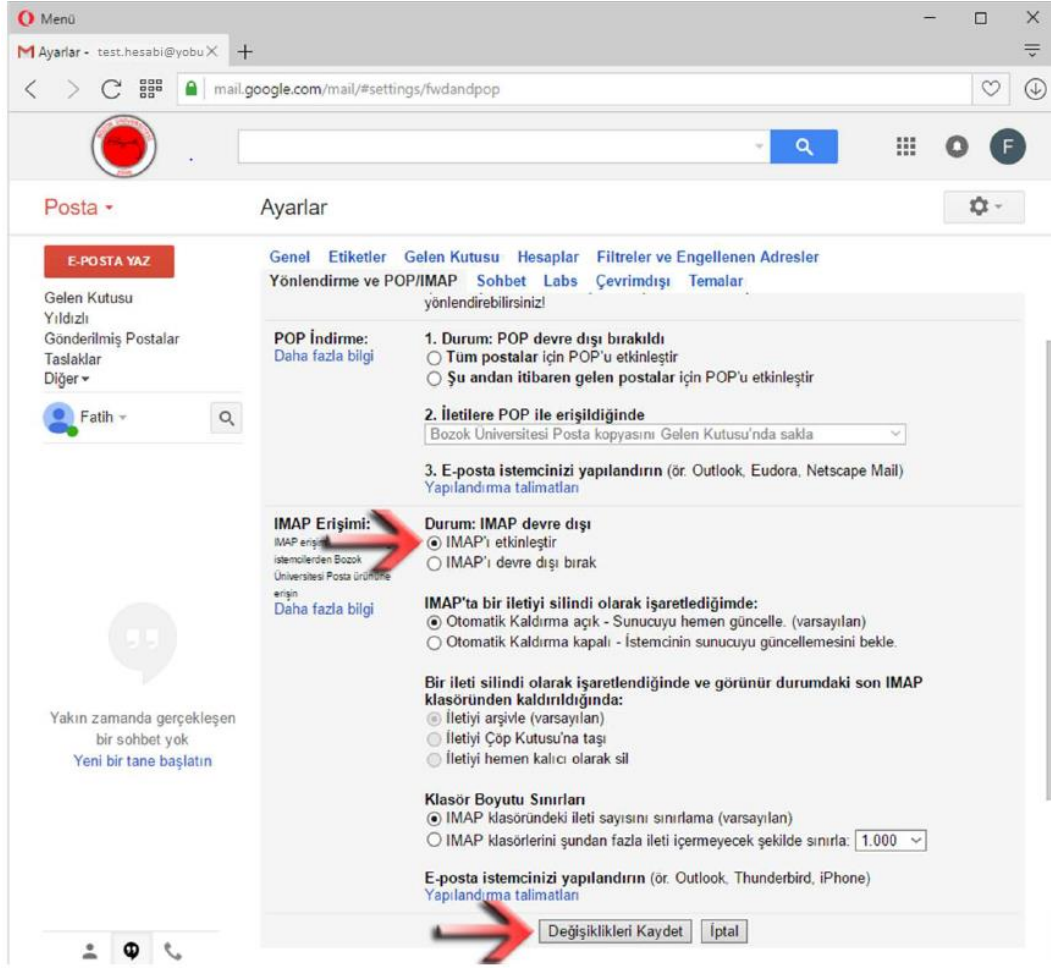 Menü
Ayarlar - test.hesabi@yobu
mail.google.com/mail/#settings/fwdandpop
F
Posta
Ayarlar
E-POSTA YAZ
Genel Etiketler Gelen Kutusu Hesaplar Filtreler ve Engellenen Adresler
Yönlendirme ve POP/IMAP Sohbet Labs Çevrimdışı Temalar
Gelen Kutusu
Yıldızlı
Gönderilmiş Postalar
Taslaklar
Diğer
Fatih
yönlendirebilirsiniz!
POP İndirme:
Daha fazla bilgi
1. Durum: POP devre dışı bırakıldı
Tüm postalar için POP'u etkinleştir
Şu andan itibaren gelen postalar için POP'u etkinleştir
2. İletilere POP ile erişildiğinde
Bozok Üniversitesi Posta kopyasını Gelen Kutusu'nda sakla
3. E-posta istemcinizi yapılandırın (ör. Outlook, Eudora, Netscape Mail)
Yapılandırma talimatları
IMAP Erişimi:
IMAP
istemcilerden Bozok
Üniversitesi Posta ürününe
erişin
Daha fazla bilgi
Durum: IMAP devre dışı
IMAP'ı etkinleştir
IMAP'ı devre dışı bırak
IMAP'ta bir iletiyi silindi olarak işaretlediğimde:
Otomatik Kaldırma açık - Sunucuyu hemen güncelle. (varsayılan)
Otomatik Kaldırma kapalı - İstemcinin sunucuyu güncellemesini bekle.
Bir ileti silindi olarak işaretlendiğinde ve görünür durumdaki son IMAP
klasöründen kaldırıldığında:
İletiyi arşivle (varsayılan)
İletiyi Çöp Kutusu'na taşı
İletiyi hemen kalıcı olarak sil
Klasör Boyutu Sınırları
IMAP klasöründeki ileti sayısını sınırlama (varsayılan)
IMAP klasörlerini şundan fazla ileti içermeyecek şekilde sınırla: 1.000
E-posta istemcinizi yapılandırın (ör. Outlook, Thunderbird, iPhone)
Yapılandırma talimatları
Değişiklikleri Kaydet İptal
Yakın zamanda gerçekleşen
bir sohbet yok
Yeni bir tane başlatın